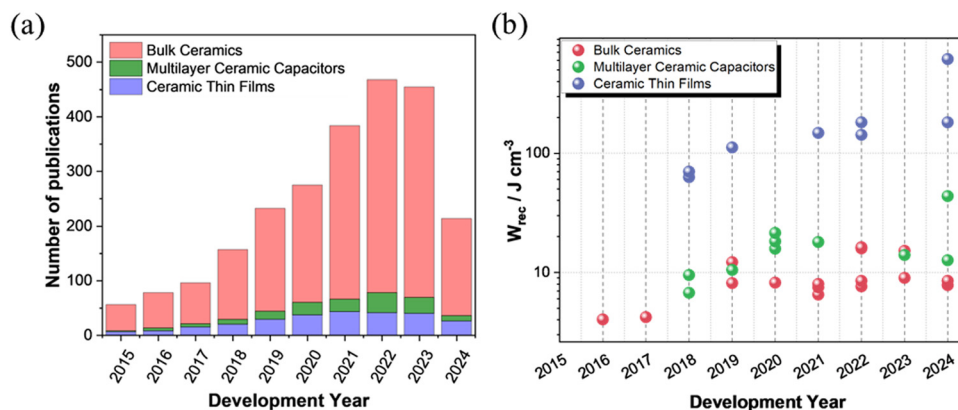 (a)
Number of publications
500
400
300
200
100
0
Bulk Ceramics
Multilayer Ceramic Capacitors
Ceramic Thin Films
2015
2016
2017
2018
2019
2020
2021
2022
2023
2024
Development Year
(b)
W_rec / J cm⁻³
100
10
Bulk Ceramics
Multilayer Ceramic Capacitors
Ceramic Thin Films
2015
2016
2017
2018
2019
2020
2021
2022
2023
2024
Development Year